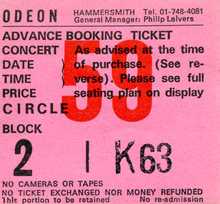 ODEON HAMMERSMITH Tel. 01-748-4081
General Manager: Philip Leivers
ADVANCE BOOKING TICKET
CONCERT As advised at the time
DATE ) of purchase. (See re-
TIME ) verse). Please see full
PRICE seating plan on display
CIRCLE
50
BLOCK
2 K63
NO CAMERAS OR TAPES
NO TICKET EXCHANGED NOR MONEY REFUNDED
This portion to be retained No re-admission